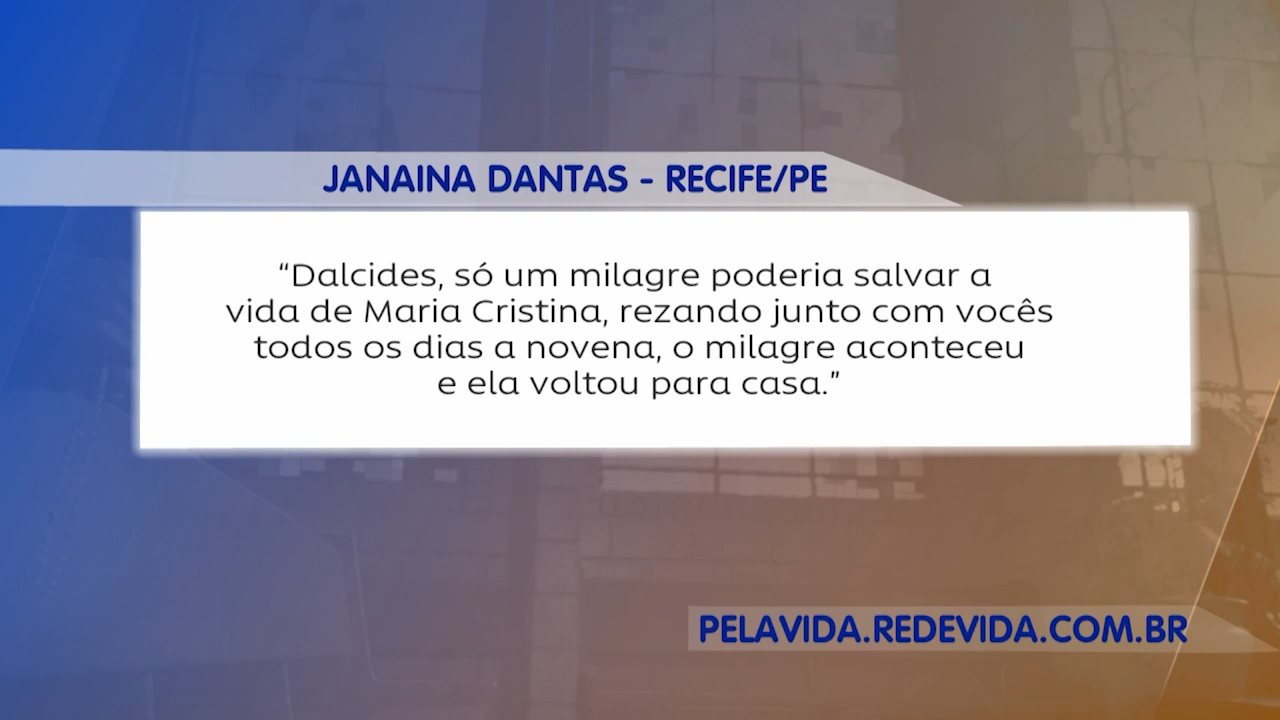 JANAINA DANTAS - RECIFE/PE
“Dalcides, só um milagre poderia salvar a
vida de Maria Cristina, rezando junto com vocês
todos os dias a novena, o milagre aconteceu
e ela voltou para casa.”
PELAVIDA.REDEVIDA.COM.BR